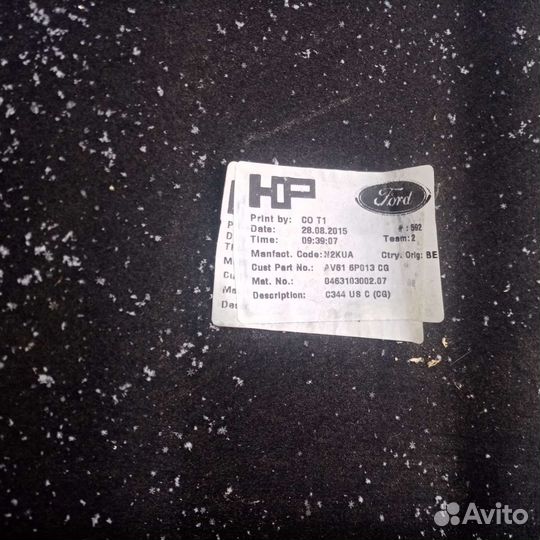 HP
Ford
Print by: CO T1
Date: 28.08.2015 #: 592
Time: 09:39:07 Team: 2
Manfact. Code: N2KUA Ctry. Orig: BE
Cust Part No.: AV61 6P013 CG
Mat. No.: 0463103002.07
Description: C344 US C (CG)
Avito